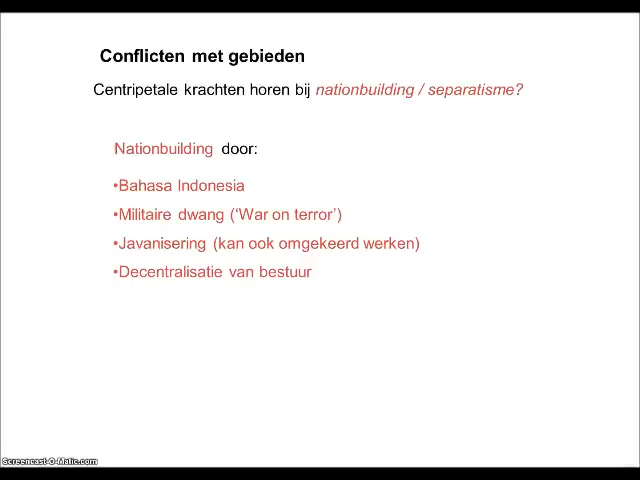 Conflicten met gebieden
Centripetale krachten horen bij nationbuilding / separatisme?
Nationbuilding door:
•Bahasa Indonesia
•Militaire dwang (‘War on terror’)
•Javanisering (kan ook omgekeerd werken)
•Decentralisatie van bestuur
Screencast-O-Matic.com